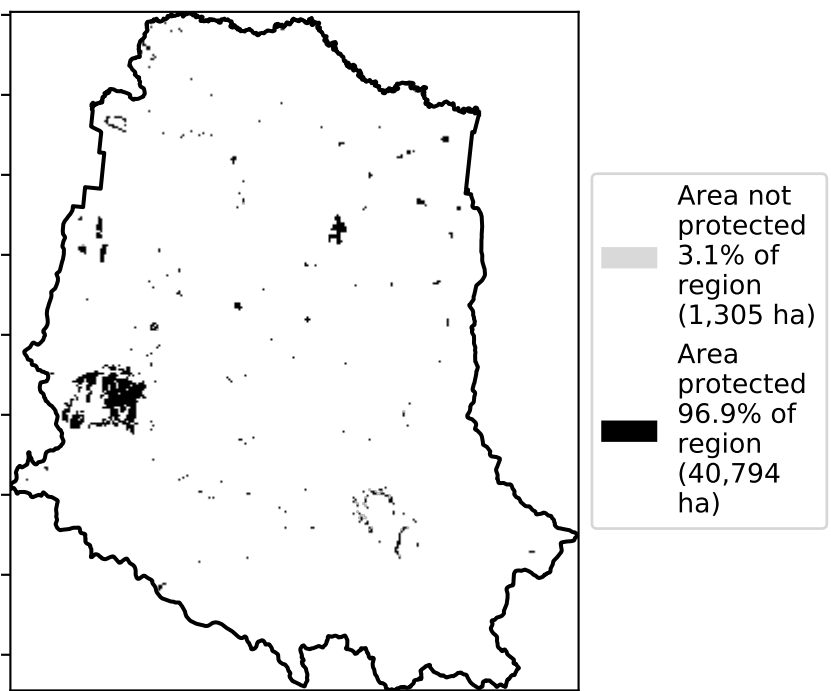 Area not
protected
3.1% of
region
(1,305 ha)
Area
protected
96.9% of
region
(40,794
ha)